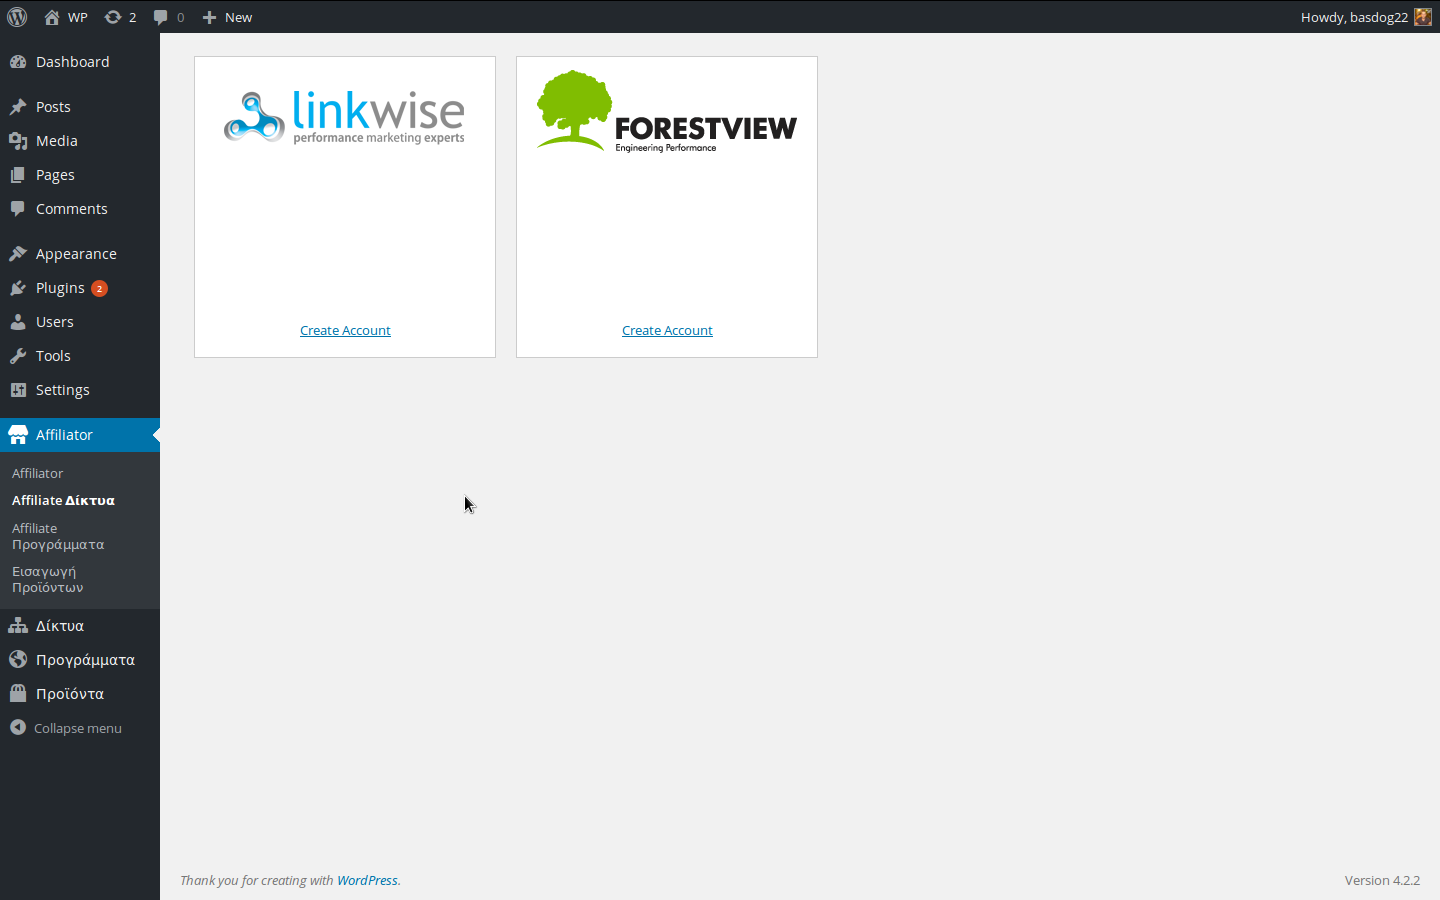 WP
2
0
New
Howdy, basdog22
Dashboard
Posts
Media
Pages
Comments
Appearance
Plugins 2
Users
Tools
Settings
Affiliator
Affiliator
Affiliate Δίκτυα
Affiliate
Προγράμματα
Εισαγωγή
Προϊόντων
Δίκτυα
Προγράμματα
Προϊόντα
Collapse menu
linkwise
performance marketing experts
Create Account
FORESTVIEW
Engineering Performance
Create Account
Thank you for creating with WordPress.
Version 4.2.2